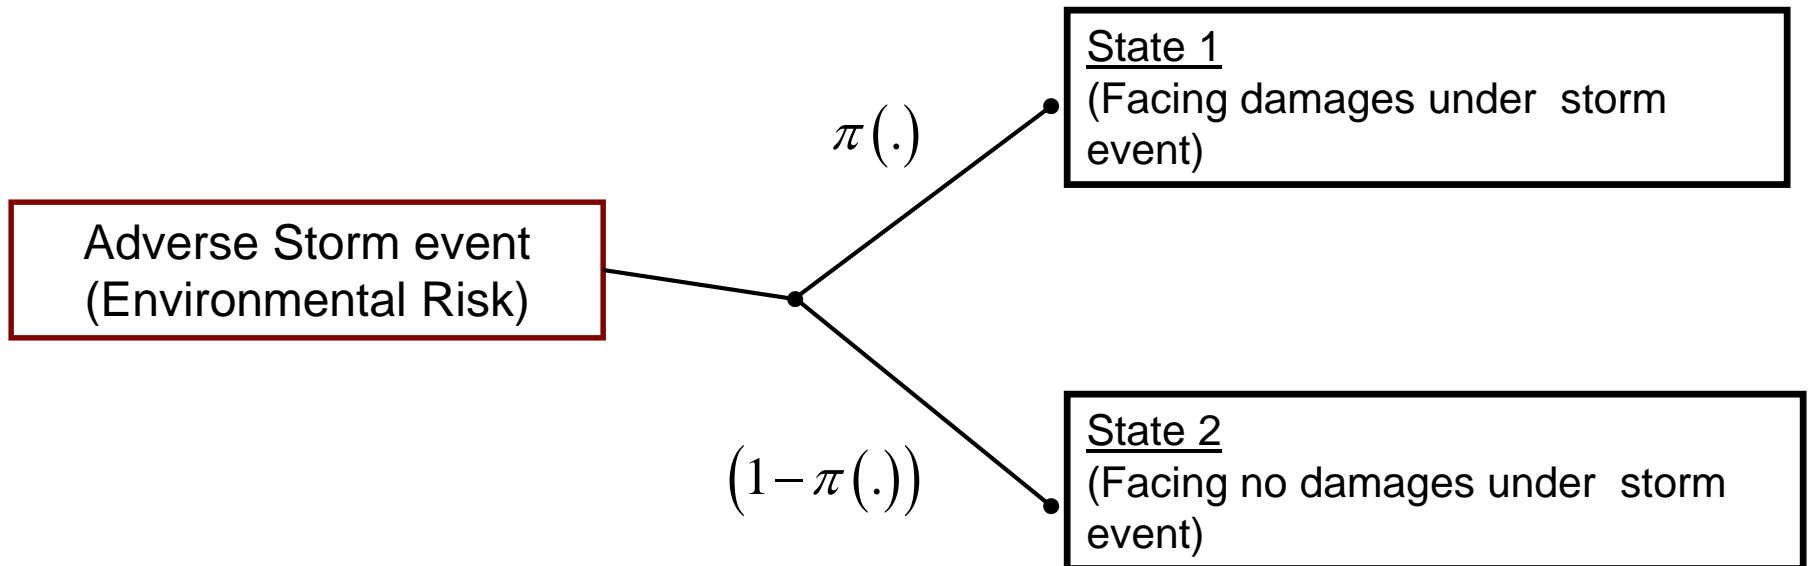 State 1
(Facing damages under storm
event)
π(.)
Adverse Storm event
(Environmental Risk)
(1−π(.))
State 2
(Facing no damages under storm
event)